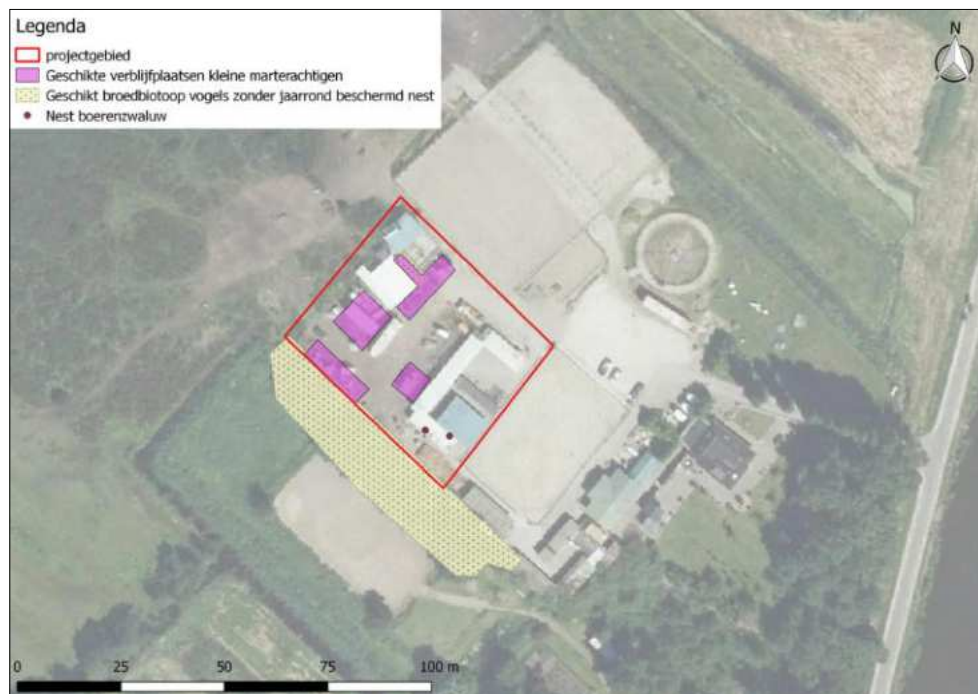 Legenda
projectgebied
Geschikte verblijfplaatsen kleine marterachtigen
Geschikt broedbiotoop vogels zonder jaarrond beschermd nest
Nest boerenzwaluw
N
0 25 50 75 100 m